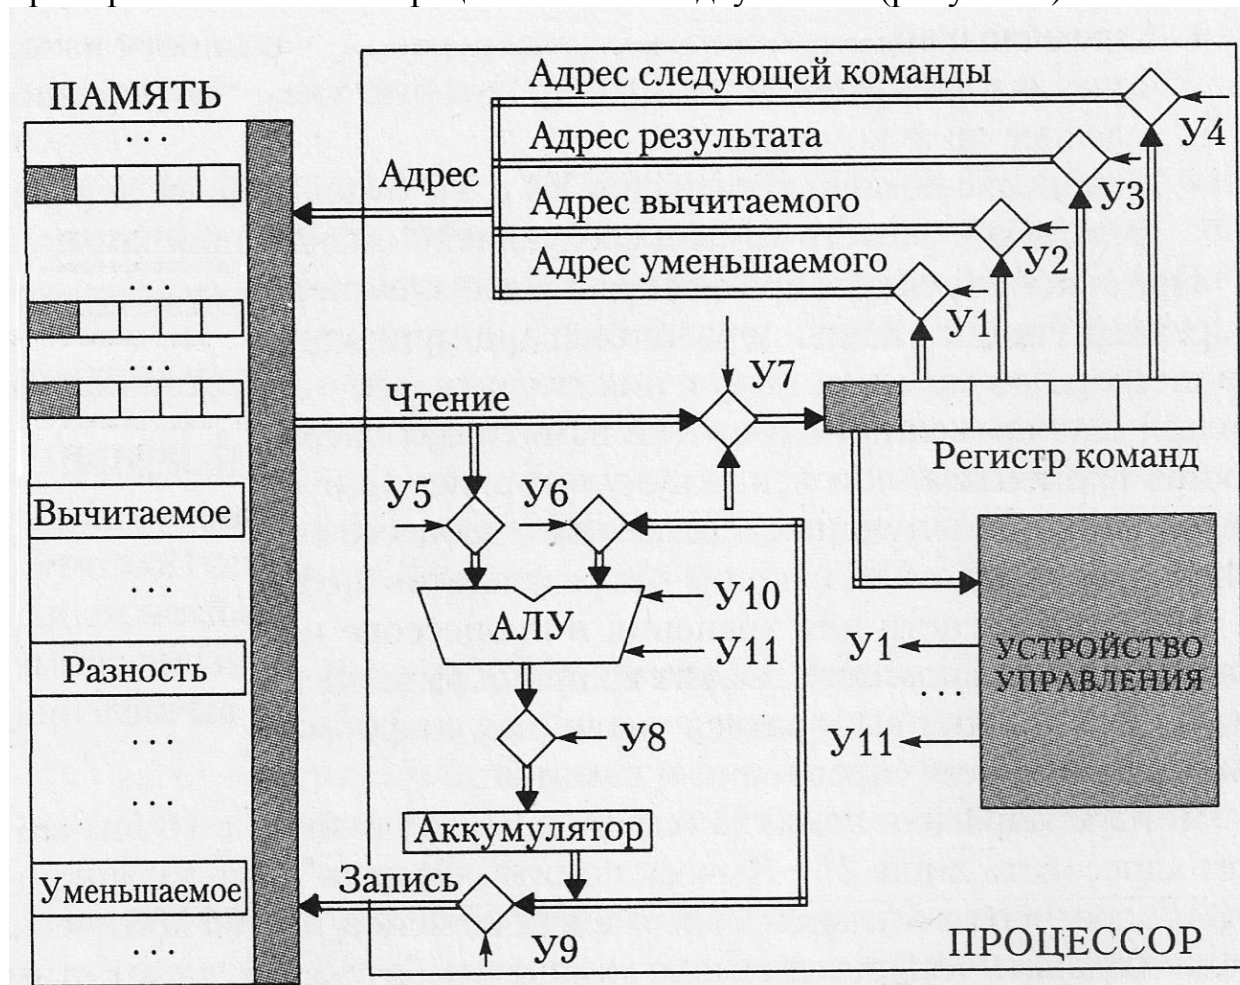 ПАМЯТЬ
Адрес следующей команды
У4
Адрес результата
Адрес
У3
Адрес вычитаемого
У2
Адрес уменьшаемого
У1
У7
Чтение
Регистр команд
У5
У6
Вычитаемое
У10
АЛУ
У11
У1
УСТРОЙСТВО
УПРАВЛЕНИЯ
Разность
...
У8
У11
Аккумулятор
Запись
Уменьшаемое
У9
ПРОЦЕССОР